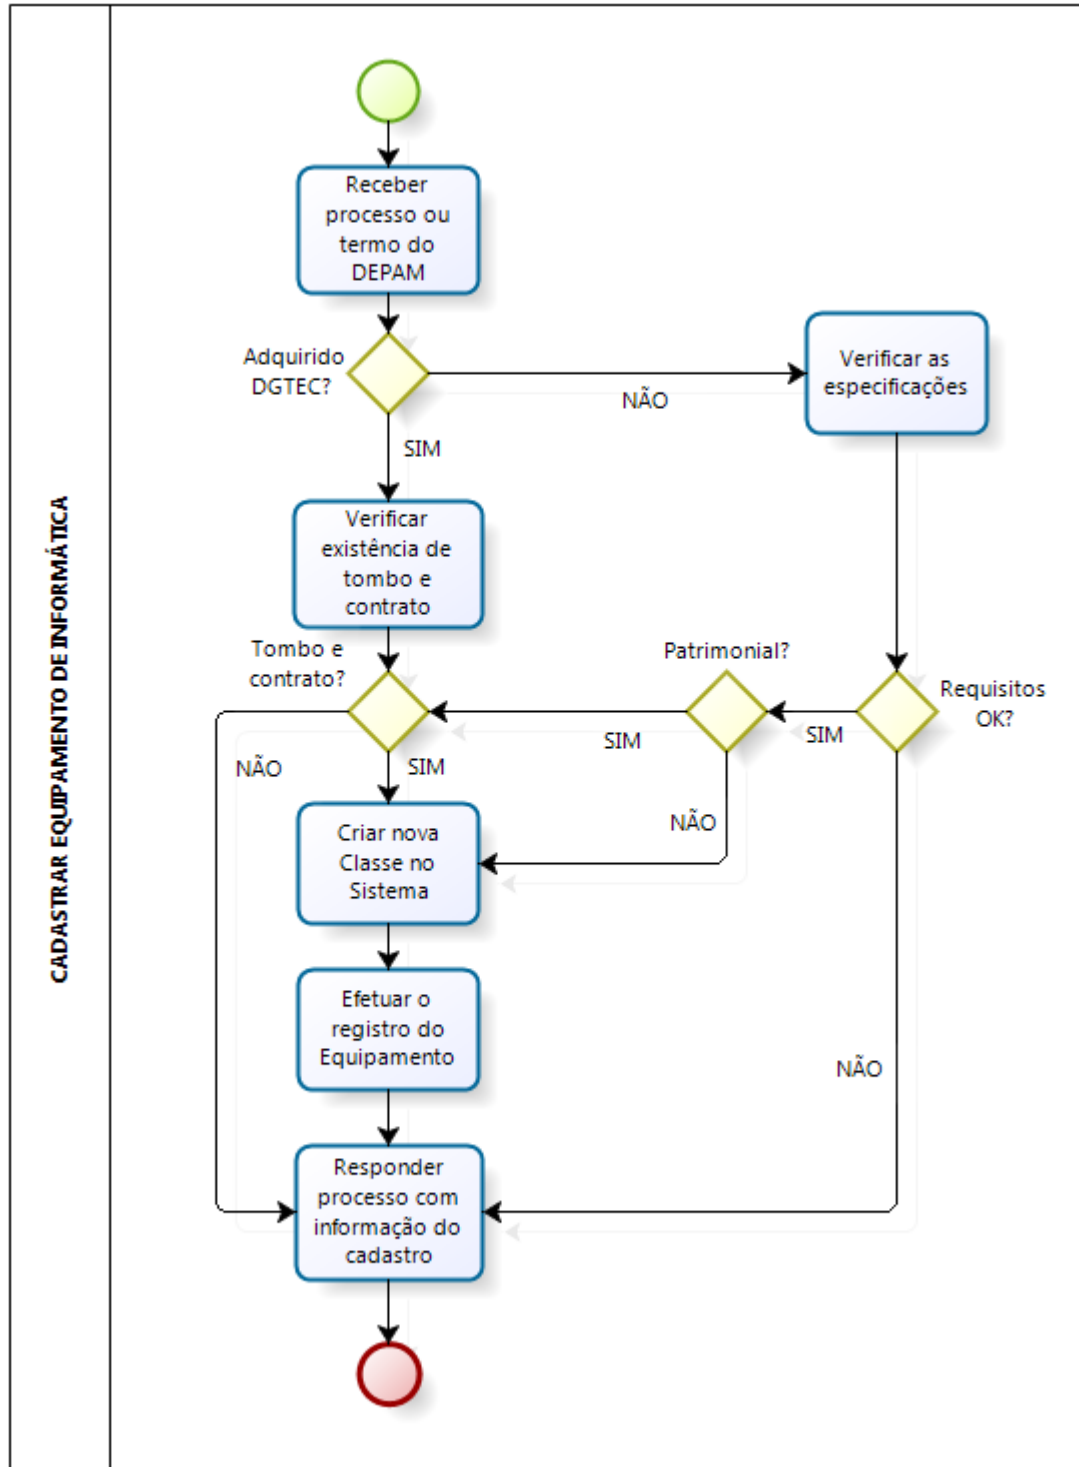 CADASTRAR EQUIPAMENTO DE INFORMÁTICA
Receber
processo ou
termo do
DEPAM
Adquirido
DGTEC?
NÃO
SIM
Verificar as
especificações
Verificar
existência de
tombo e
contrato
Tombo e
contrato?
Patrimonial?
Requisitos
OK?
SIM
SIM
NÃO
SIM
NÃO
Criar nova
Classe no
Sistema
Efetuar o
registro do
Equipamento
NÃO
Responder
processo com
informação do
cadastro